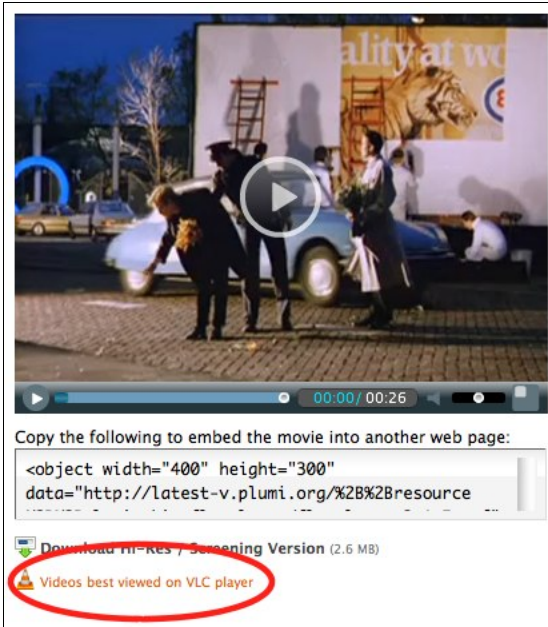 ality at wo
00:00/ 00:26
Copy the following to embed the movie into another web page:
<object width="400" height="300"
data="http://latest-v.plumi.org/%2B%2Bresource
Download Hi-Res / Screening Version (2.6 MB)
Videos best viewed on VLC player